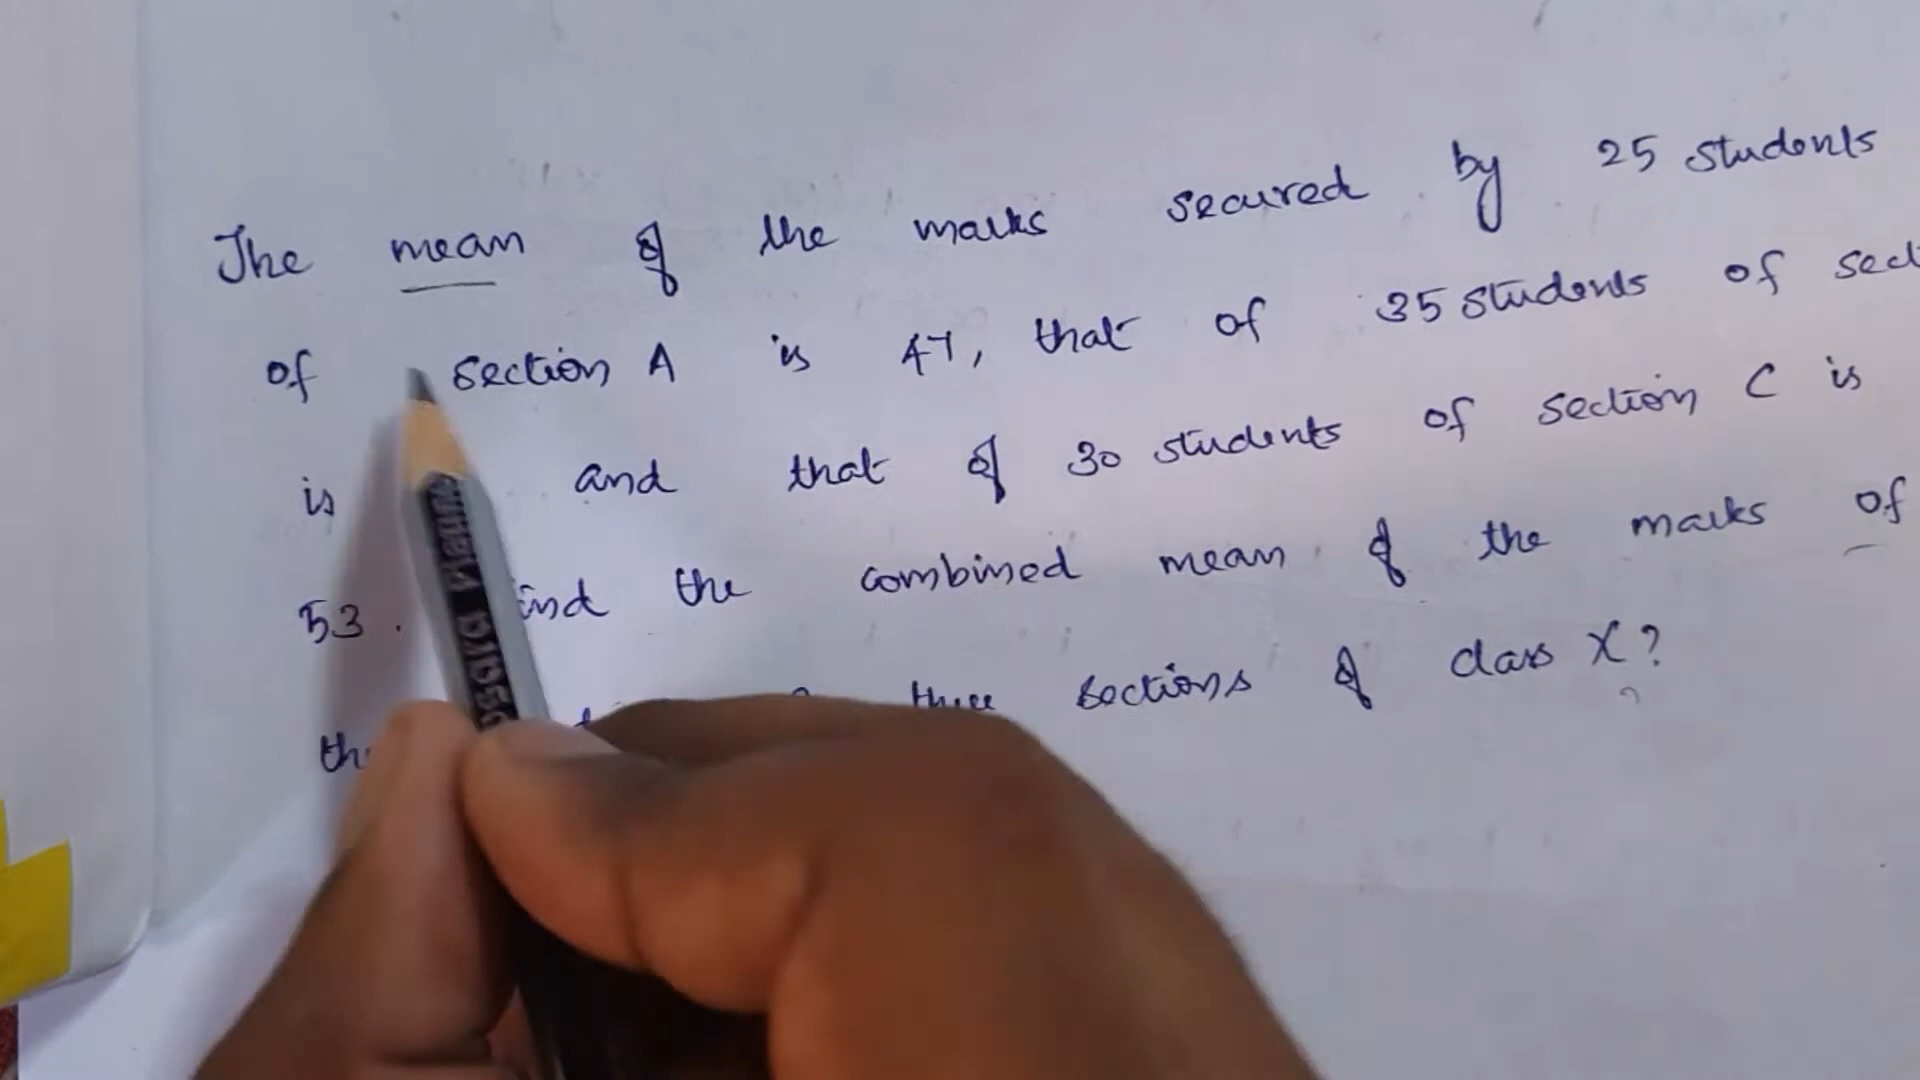 The mean of the marks secured by 25 students
of section A is 47, that of 35 students of sect
is and that of 30 students of section C is
53. ind the combined mean of the marks of
three sections of class X?